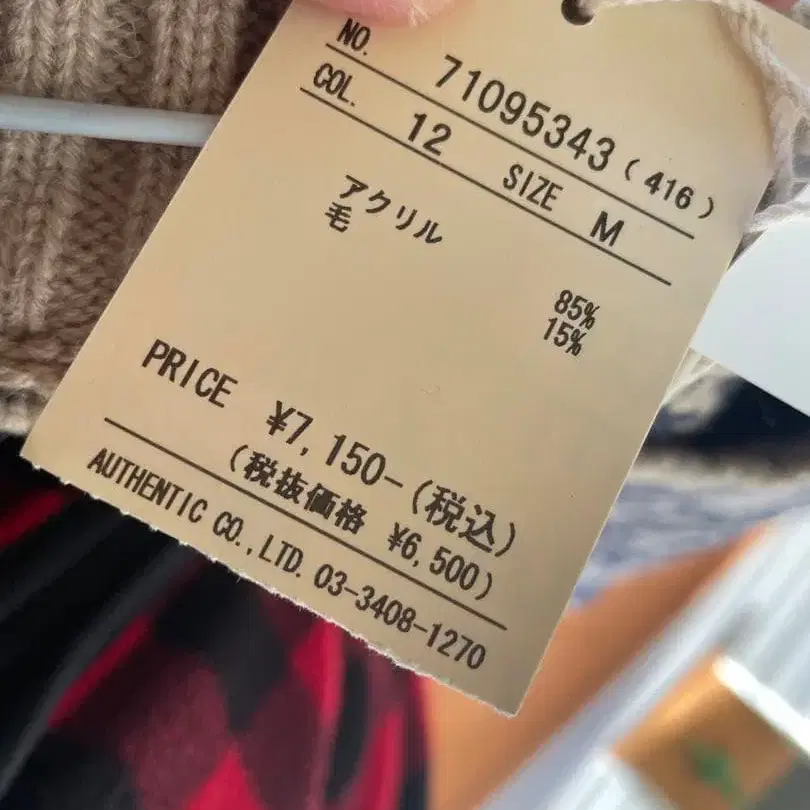 NO. 71095343 (416)
COL. 12 SIZE M
アクリル 85%
毛 15%
PRICE ¥7,150-(税込)
(税抜価格 ¥6,500)
AUTHENTIC CO.,LTD. 03-3408-1270